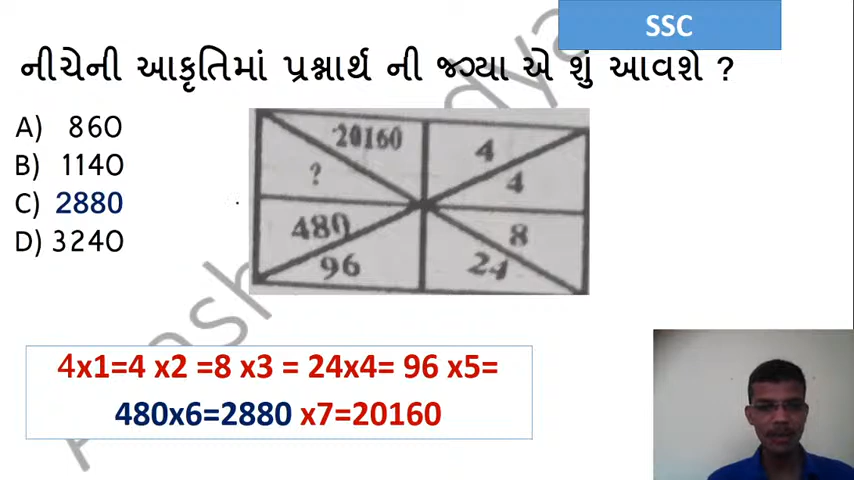 SSC
નીચેની આકૃતિમાં પ્રશ્નાર્થ ની જ્ગ્યા એ શું આવશે ?
A) 860
B) 1140
C) 2880
D) 3240
20160
4
?
4
480
8
96
24
4x1=4 x2 =8 x3 = 24x4= 96 x5=
480x6=2880 x7=20160